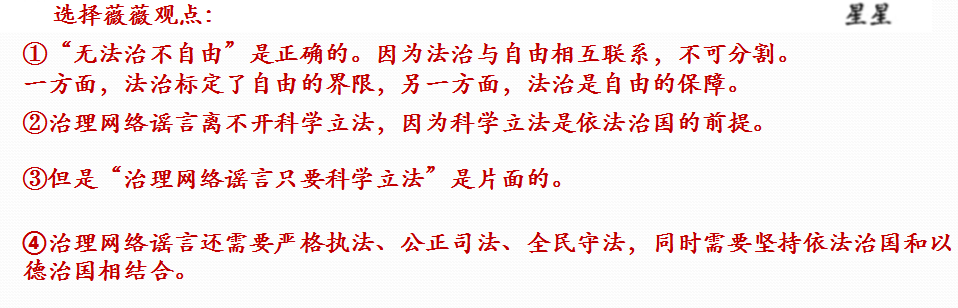 选择薇薇观点： 星星
①“无法治不自由”是正确的。因为法治与自由相互联系，不可分割。
一方面，法治标定了自由的界限，另一方面，法治是自由的保障。
②治理网络谣言离不开科学立法，因为科学立法是依法治国的前提。
③但是“治理网络谣言只要科学立法”是片面的。
④治理网络谣言还需要严格执法、公正司法、全民守法，同时需要坚持依法治国和以
德治国相结合。